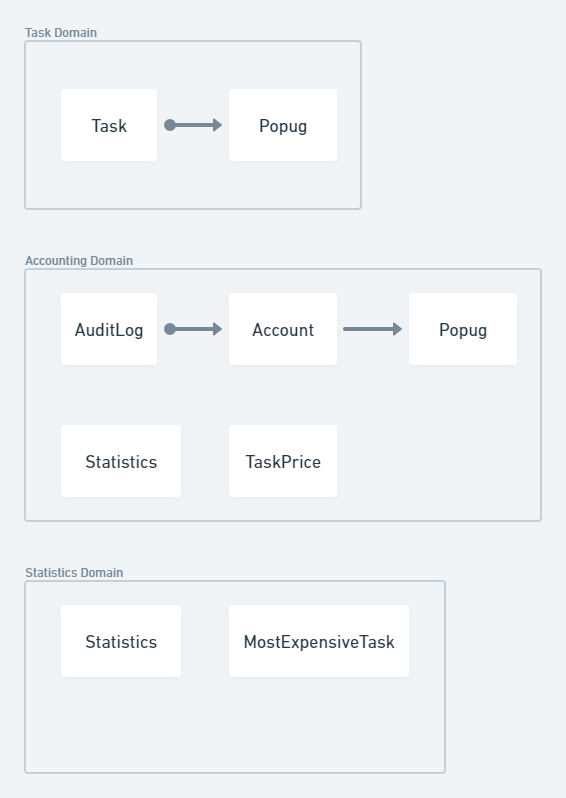 Task Domain
Task
Popug
Accounting Domain
AuditLog
Account
Popug
Statistics
TaskPrice
Statistics Domain
Statistics
MostExpensiveTask